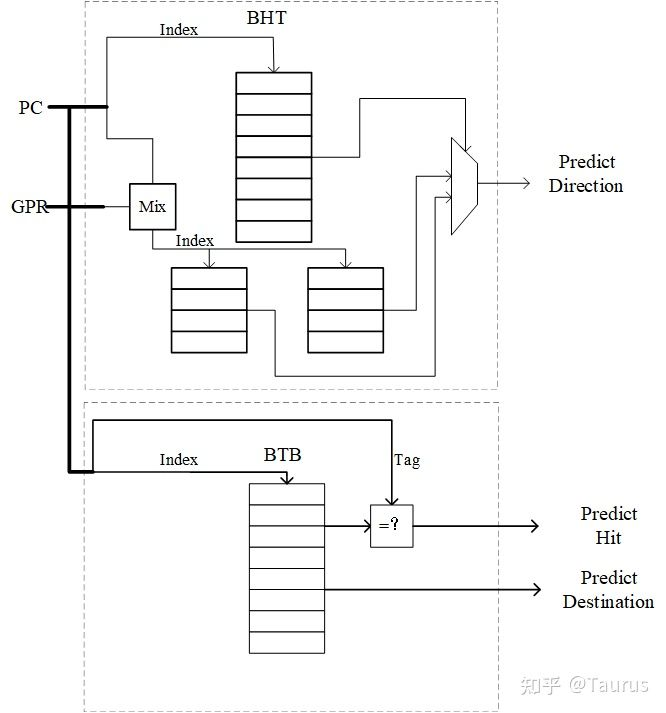 BHT
Index
PC
Predict
Direction
GPR
Mix
Index
Index
BTB
Tag
=?
Predict
Hit
Predict
Destination
知乎 @Taurus